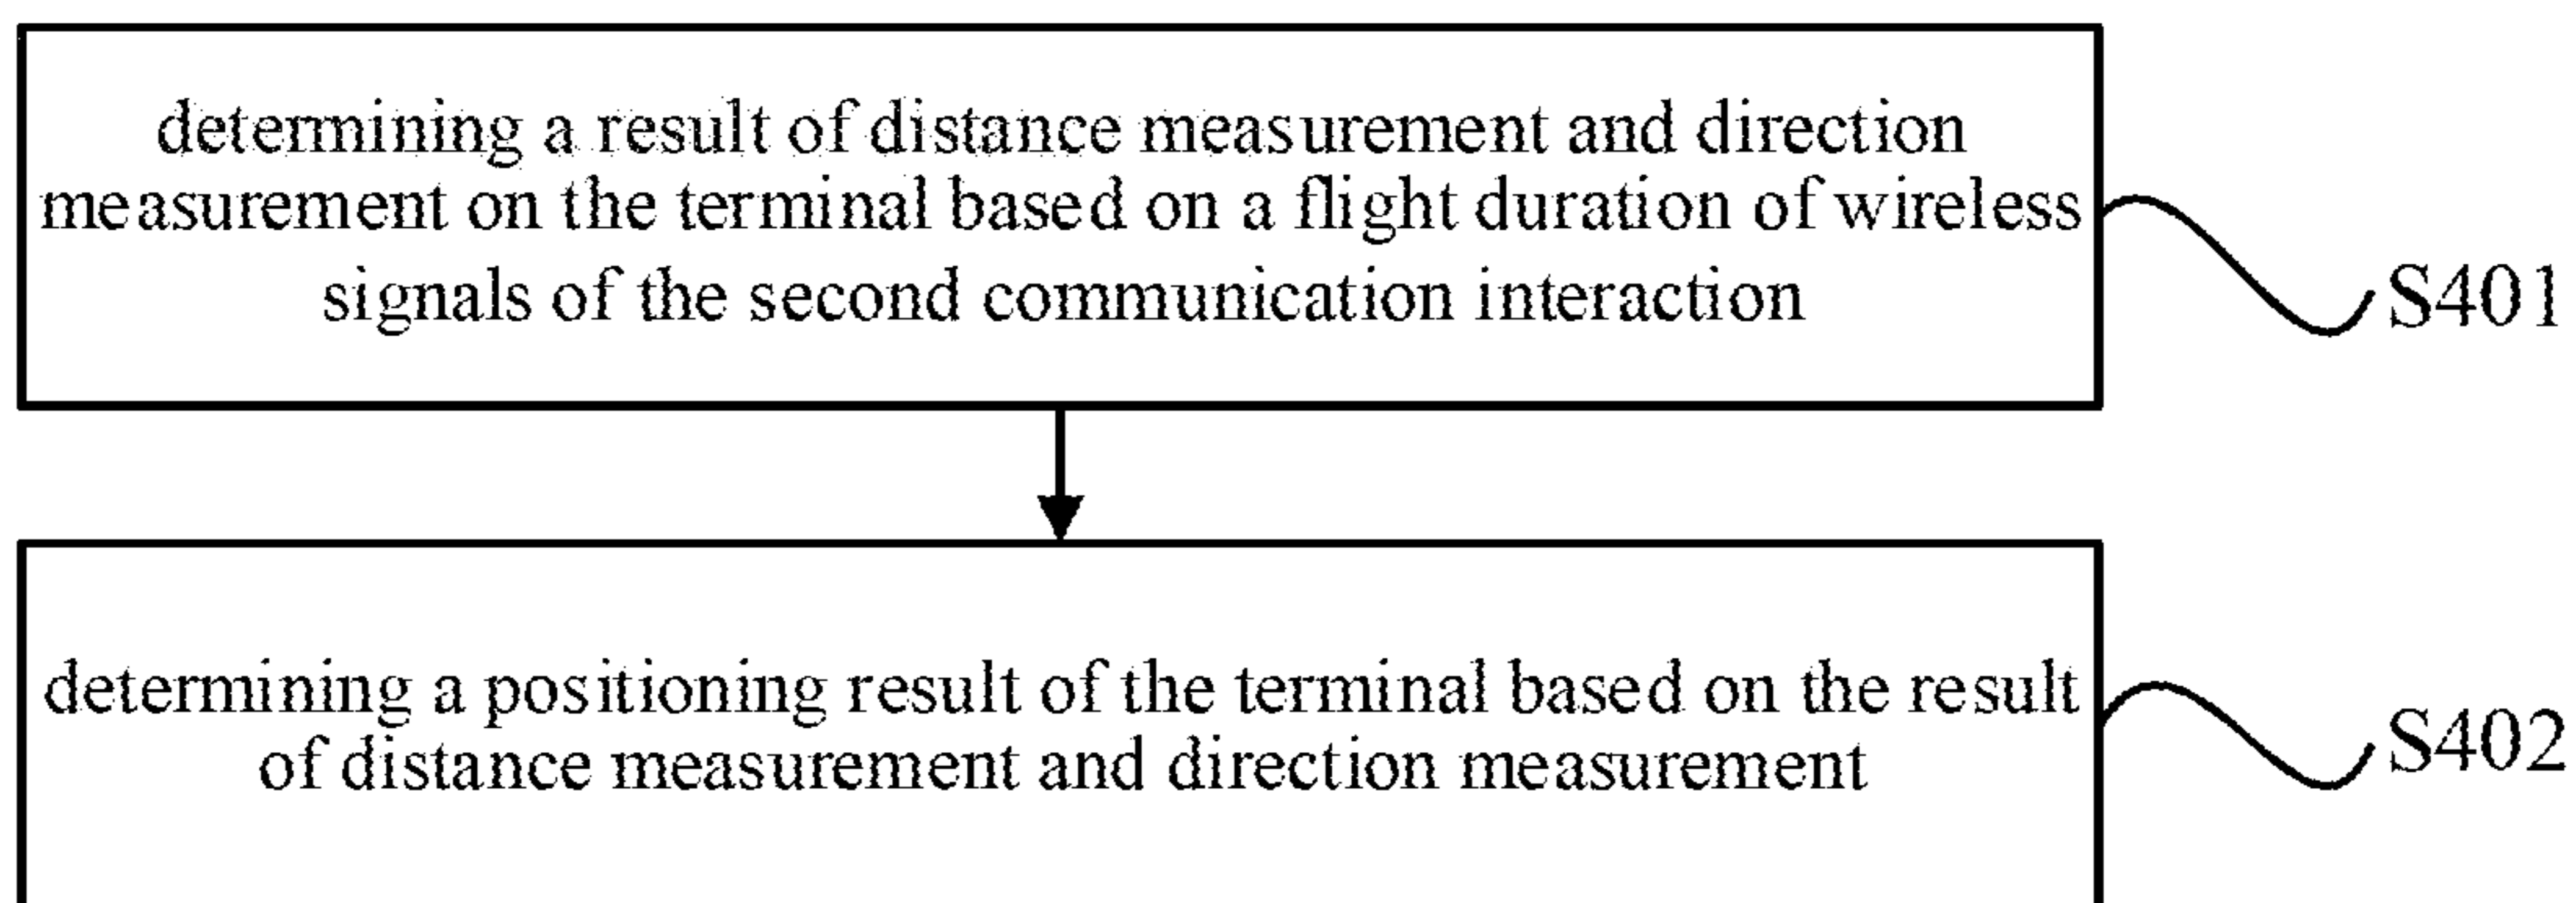 determining a result of distance measurement and direction
measurement on the terminal based on a flight duration of wireless
signals of the second communication interaction
S401
determining a positioning result of the terminal based on the result
of distance measurement and direction measurement
S402